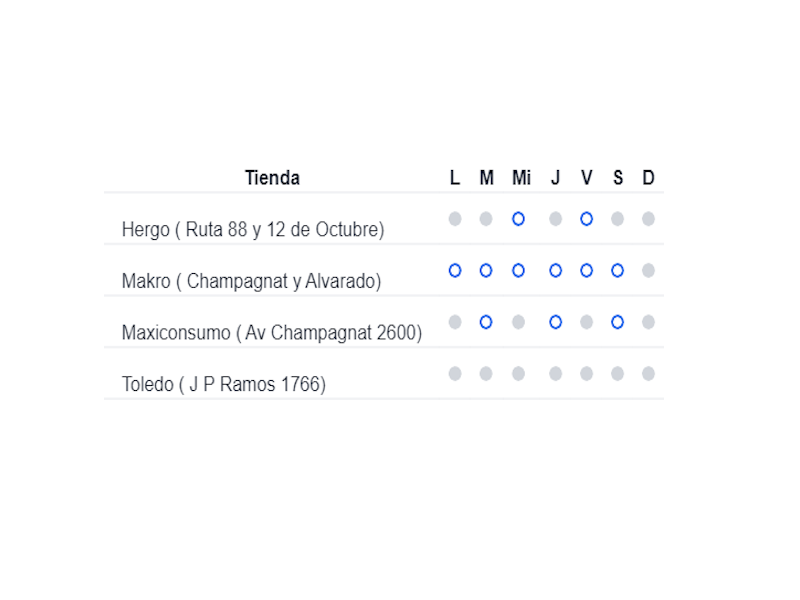 Tienda L M Mi J V S D
Hergo ( Ruta 88 y 12 de Octubre)
Makro ( Champagnat y Alvarado)
Maxiconsumo ( Av Champagnat 2600)
Toledo ( J P Ramos 1766)